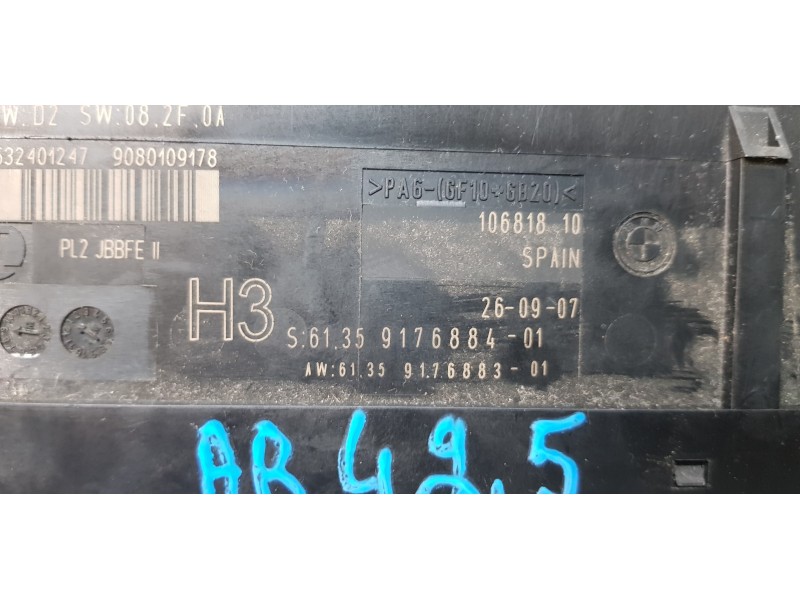 W:D2 SW:08.2F.0A
532401247 9080109178
>PA6-(GF10+GB20)<
106818 10
PL2 JBBFE II
SPAIN
H3
26-09-07
S:61.35 9176884-01
AW:61.35 9176883-01
AB 42,5